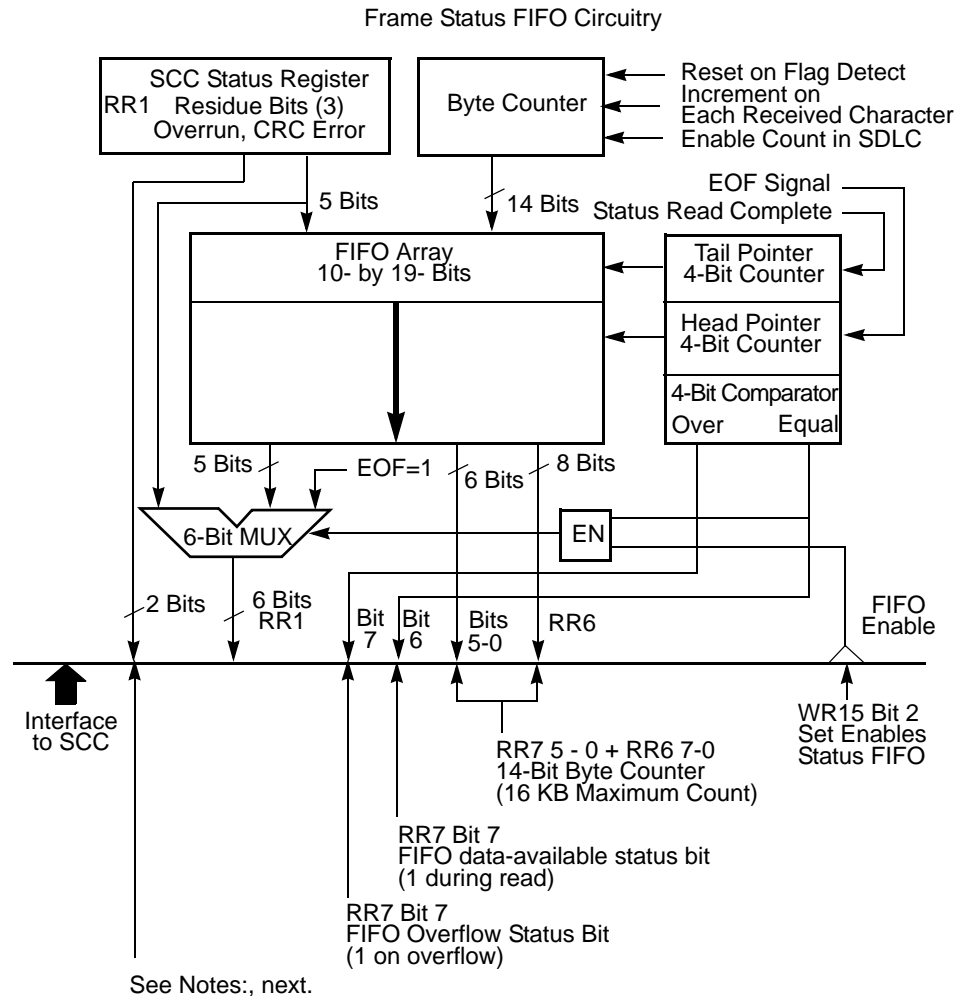 Frame Status FIFO Circuitry
SCC Status Register
RR1 Residue Bits (3)
Overrun, CRC Error
Byte Counter
Reset on Flag Detect
Increment on
Each Received Character
Enable Count in SDLC
EOF Signal
Status Read Complete
5 Bits
14 Bits
FIFO Array
10- by 19- Bits
Tail Pointer
4-Bit Counter
Head Pointer
4-Bit Counter
4-Bit Comparator
Over Equal
5 Bits
EOF=1
6 Bits
8 Bits
6-Bit MUX
EN
2 Bits
6 Bits
RR1
Bit
7
Bit
6
Bits
5-0
RR6
FIFO
Enable
Interface
to SCC
WR15 Bit 2
Set Enables
Status FIFO
RR7 5 - 0 + RR6 7-0
14-Bit Byte Counter
(16 KB Maximum Count)
RR7 Bit 7
FIFO data-available status bit
(1 during read)
RR7 Bit 7
FIFO Overflow Status Bit
(1 on overflow)
See Notes:, next.